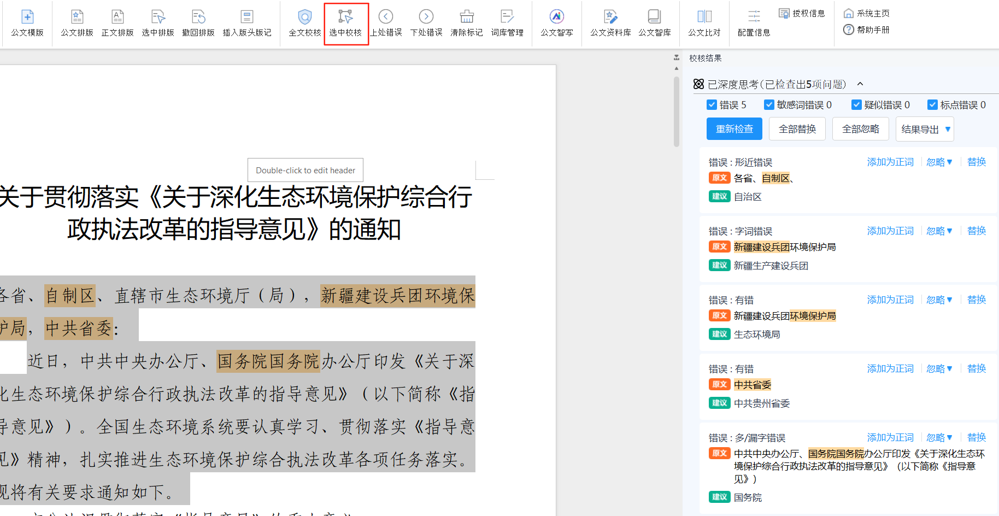 公文模版
公文排版 正文排版 选中排版 撤回排版 插入版头版记
全文校核 选中校核 上处错误 下处错误 清除标记 词库管理
公文智写
公文资料库 公文智库
公文比对
配置信息 授权信息
系统主页
帮助手册
Double-click to edit header
关于贯彻落实《关于深化生态环境保护综合行
政执法改革的指导意见》的通知
各省、自制区、直辖市生态环境厅（局），新疆建设兵团环境保
护局，中共省委：
近日，中共中央办公厅、国务院国务院办公厅印发《关于深
化生态环境保护综合行政执法改革的指导意见》（以下简称《指
导意见》）。全国生态环境系统要认真学习、贯彻落实《指导意
见》精神，扎实推进生态环境保护综合执法改革各项任务落实。
现将有关要求通知如下。
校核结果
已深度思考(已检查出5项问题)
错误 5 敏感词错误 0 疑似错误 0 标点错误 0
重新检查 全部替换 全部忽略 结果导出 ▼
错误 : 形近错误 添加为正词 忽略▼ 替换
原文 各省、自制区、
建议 自治区
错误 : 字词错误 添加为正词 忽略▼ 替换
原文 新疆建设兵团环境保护局
建议 新疆生产建设兵团
错误 : 有错 添加为正词 忽略▼ 替换
原文 新疆建设兵团环境保护局
建议 生态环境局
错误 : 有错 添加为正词 忽略▼ 替换
原文 中共省委
建议 中共贵州省委
错误 : 多/漏字错误 添加为正词 忽略▼ 替换
原文 中共中央办公厅、国务院国务院办公厅印发《关于深化生态环
境保护综合行政执法改革的指导意见》（以下简称《指导意
见》）
建议 国务院